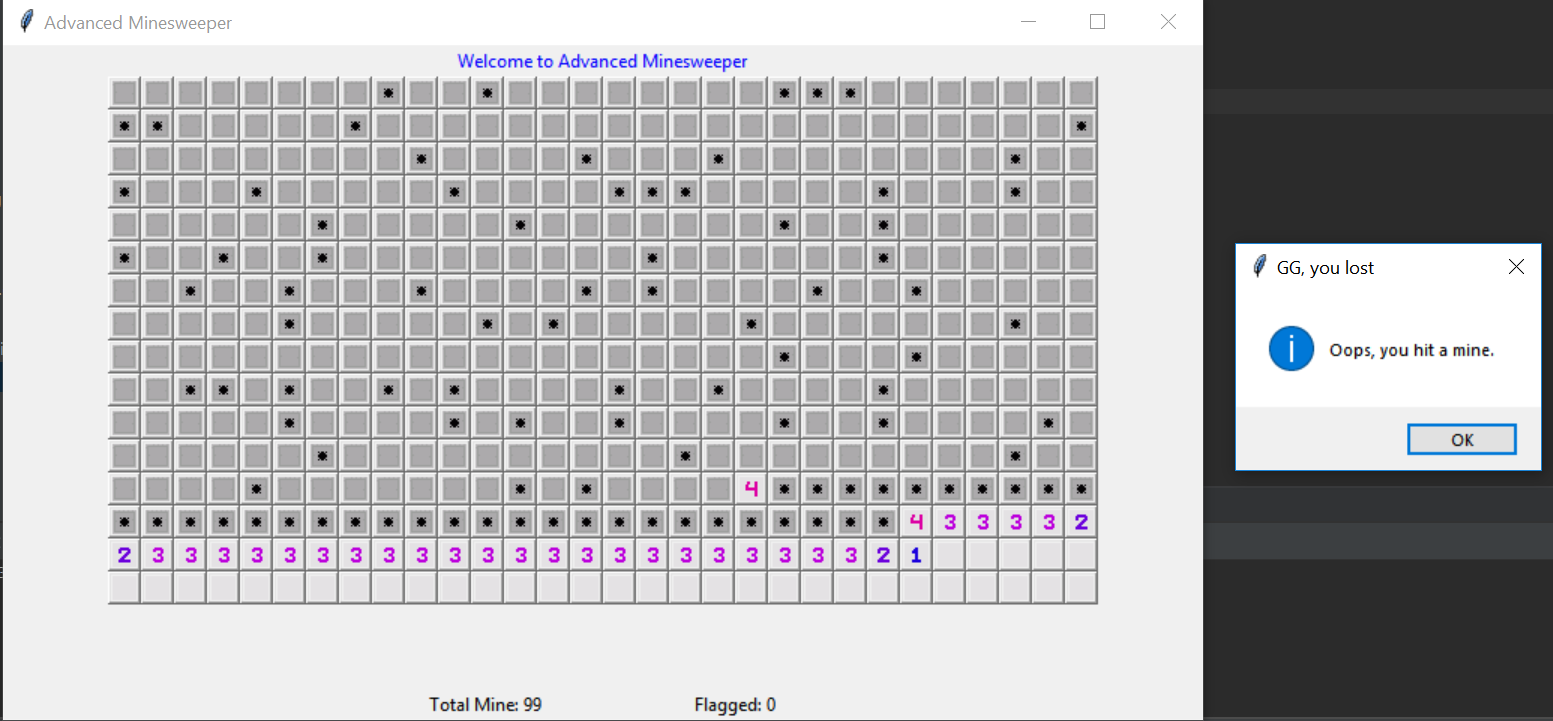 Advanced Minesweeper
Welcome to Advanced Minesweeper
4
4 3 3 3 3 2
2 3 3 3 3 3 3 3 3 3 3 3 3 3 3 3 3 3 3 3 3 3 3 2 1
Total Mine: 99 Flagged: 0
GG, you lost
Oops, you hit a mine.
OK